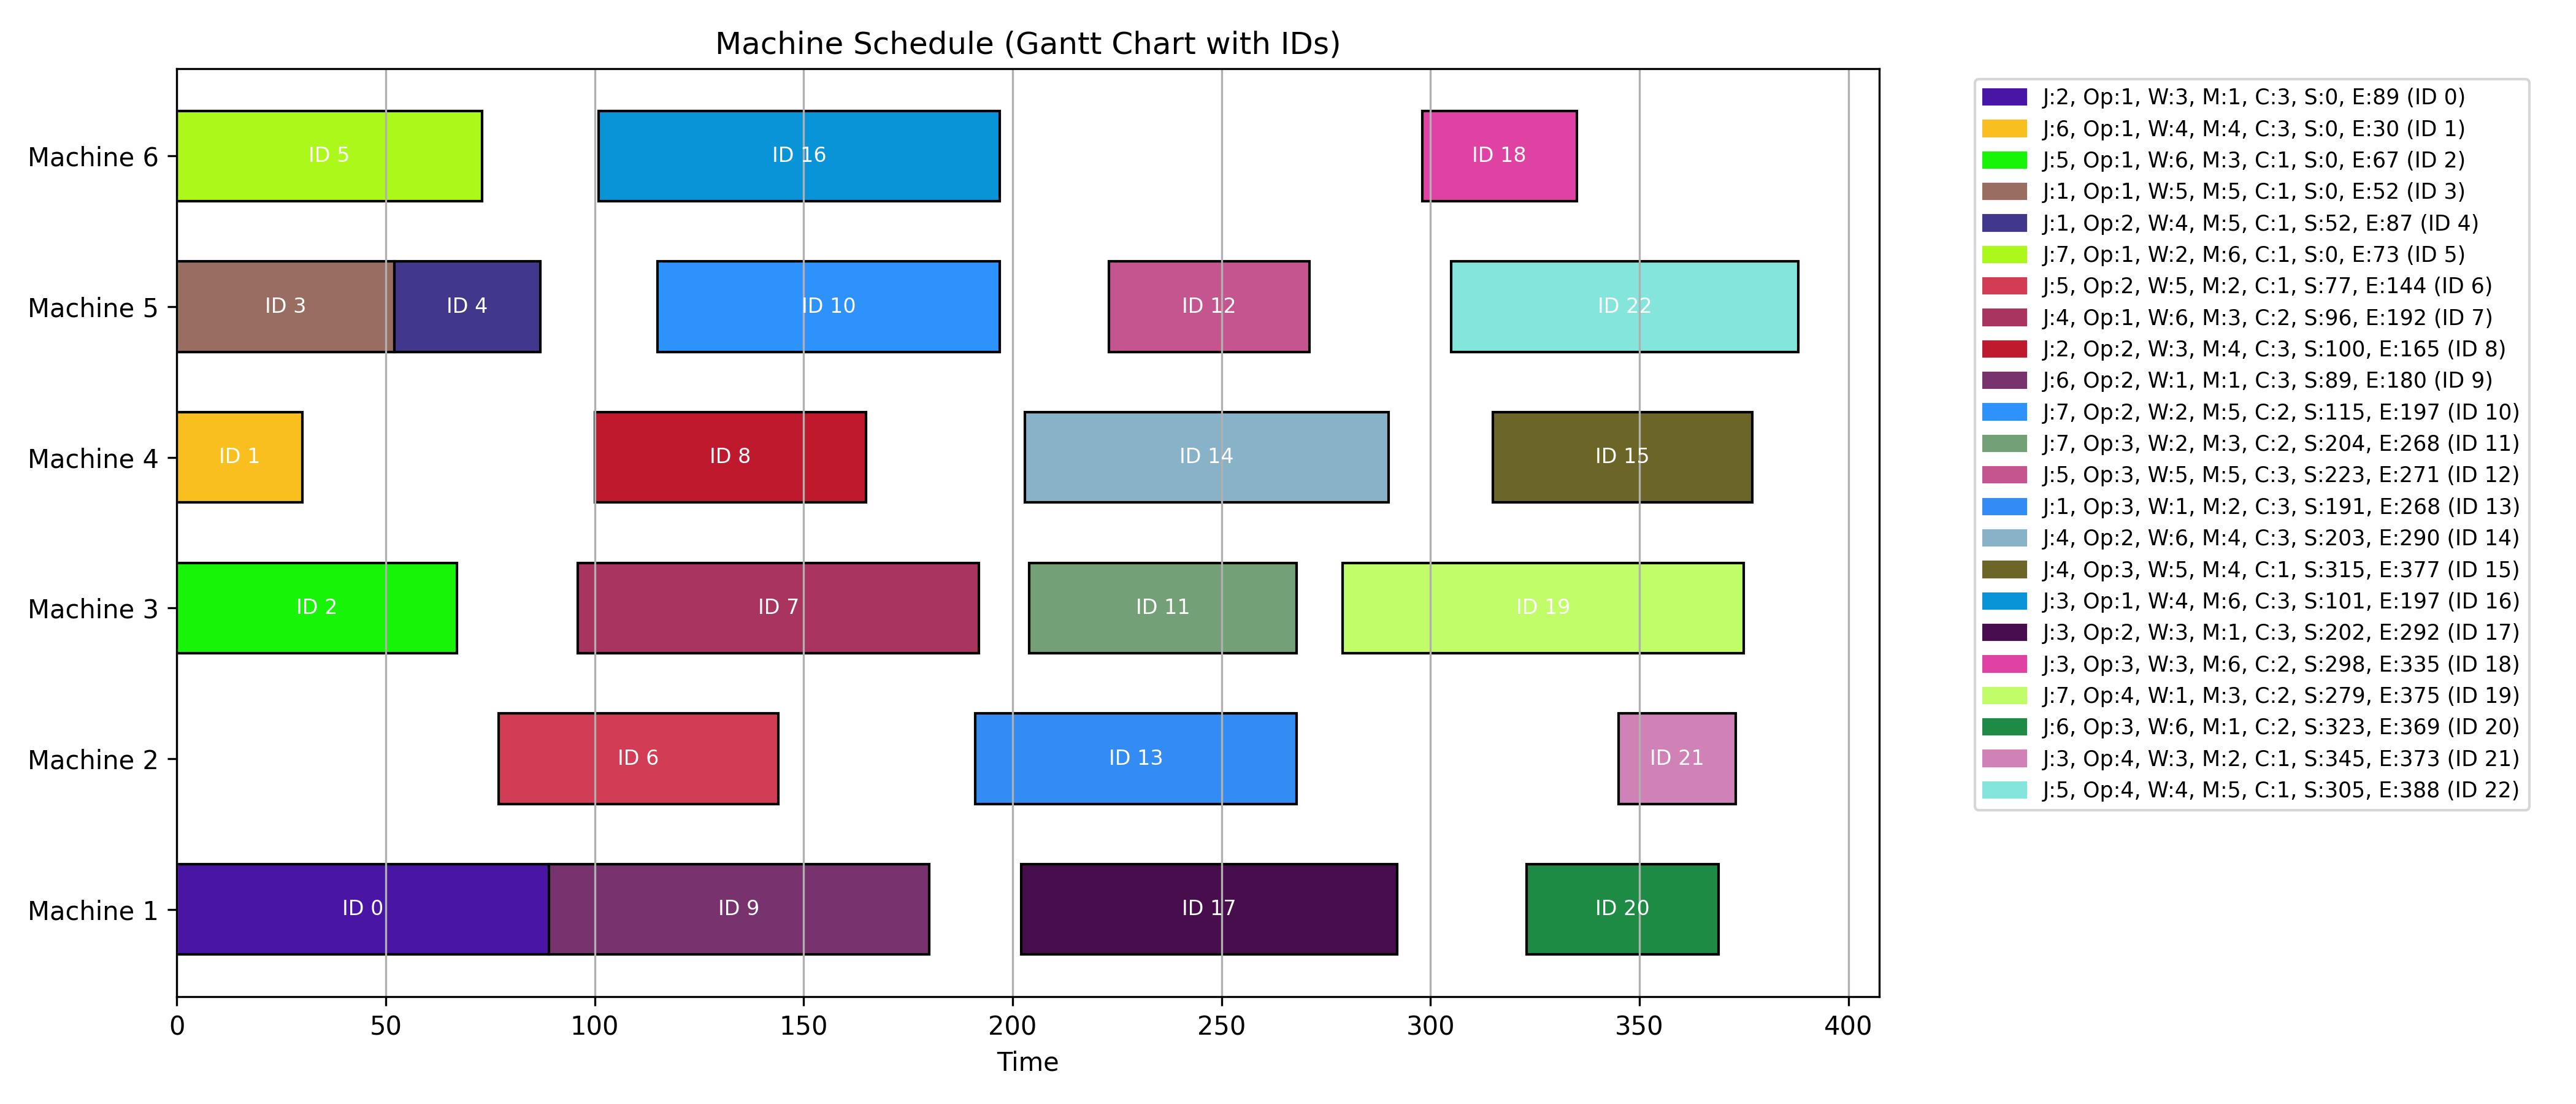 Machine Schedule (Gantt Chart with IDs)
Machine 6
ID 5
ID 16
ID 18
Machine 5
ID 3
ID 4
ID 10
ID 12
ID 22
Machine 4
ID 1
ID 8
ID 14
ID 15
Machine 3
ID 2
ID 7
ID 11
ID 19
Machine 2
ID 6
ID 13
ID 21
Machine 1
ID 0
ID 9
ID 17
ID 20
0 50 100 150 200 250 300 350 400
Time
J:2, Op:1, W:3, M:1, C:3, S:0, E:89 (ID 0)
J:6, Op:1, W:4, M:4, C:3, S:0, E:30 (ID 1)
J:5, Op:1, W:6, M:3, C:1, S:0, E:67 (ID 2)
J:1, Op:1, W:5, M:5, C:1, S:0, E:52 (ID 3)
J:1, Op:2, W:4, M:5, C:1, S:52, E:87 (ID 4)
J:7, Op:1, W:2, M:6, C:1, S:0, E:73 (ID 5)
J:5, Op:2, W:5, M:2, C:1, S:77, E:144 (ID 6)
J:4, Op:1, W:6, M:3, C:2, S:96, E:192 (ID 7)
J:2, Op:2, W:3, M:4, C:3, S:100, E:165 (ID 8)
J:6, Op:2, W:1, M:1, C:3, S:89, E:180 (ID 9)
J:7, Op:2, W:2, M:5, C:2, S:115, E:197 (ID 10)
J:7, Op:3, W:2, M:3, C:2, S:204, E:268 (ID 11)
J:5, Op:3, W:5, M:5, C:3, S:223, E:271 (ID 12)
J:1, Op:3, W:1, M:2, C:3, S:191, E:268 (ID 13)
J:4, Op:2, W:6, M:4, C:3, S:203, E:290 (ID 14)
J:4, Op:3, W:5, M:4, C:1, S:315, E:377 (ID 15)
J:3, Op:1, W:4, M:6, C:3, S:101, E:197 (ID 16)
J:3, Op:2, W:3, M:1, C:3, S:202, E:292 (ID 17)
J:3, Op:3, W:3, M:6, C:2, S:298, E:335 (ID 18)
J:7, Op:4, W:1, M:3, C:2, S:279, E:375 (ID 19)
J:6, Op:3, W:6, M:1, C:2, S:323, E:369 (ID 20)
J:3, Op:4, W:3, M:2, C:1, S:345, E:373 (ID 21)
J:5, Op:4, W:4, M:5, C:1, S:305, E:388 (ID 22)